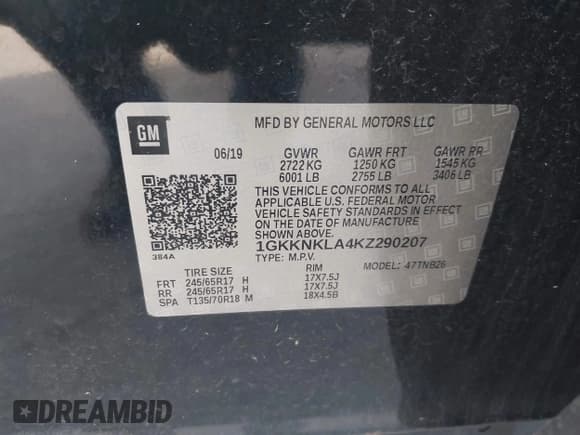 GM
MFD BY GENERAL MOTORS LLC
06/19 GVWR GAWR FRT GAWR RR
2722 KG 1250 KG 1545 KG
6001 LB 2755 LB 3406 LB
THIS VEHICLE CONFORMS TO ALL
APPLICABLE U.S. FEDERAL MOTOR
VEHICLE SAFETY STANDARDS IN EFFECT
ON THE DATE OF MANUFACTURE
SHOWN ABOVE.
384A
1GKKNKLA4KZ290207
TYPE: M.P.V. MODEL: 47TNB26
TIRE SIZE RIM
FRT 245/65R17 H 17X7.5J
RR 245/65R17 H 17X7.5J
SPA T135/70R18 M 18X4.5B
DREAMBID